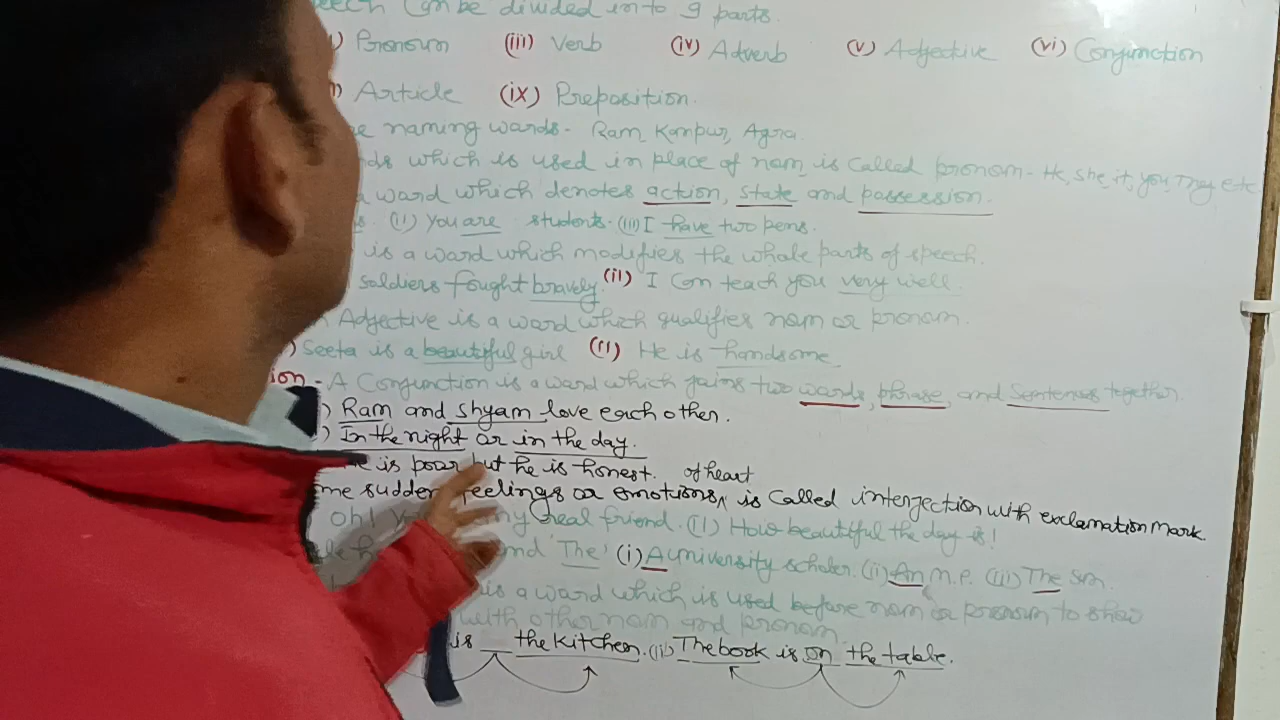 eech Can be divided in to 9 parts.
) Pronoun (iii) Verb (iv) Adverb (v) Adjective (vi) Conjunction
) Article (ix) Preposition.
naming words - Ram, Kanpur, Agra.
which is used in place of noun, is called pronoun - He, She, it, you, They Etc
word which denotes action, state and possession.
(ii) You are students. (iii) I have two pens.
is a word which modifies the whole parts of speech.
soldiers fought bravely. (ii) I Can teach you very well.
Adjective is a word which qualifies noun or pronoun.
) Seeta is a beautiful girl (ii) He is handsome
ion - A Conjunction is a word which joins two words, phrase, and Sentences together.
) Ram and Shyam love each other.
) In the night or in the day.
is poor but he is honest. of heart
me sudden feelings or emotions, is Called interjection with exclamation mark.
oh! my real friend. (ii) How beautiful the day is!
nd 'The' (i) A university scholar. (ii) An M.P. (iii) The Sun.
is a word which is used before noun or pronoun to show
with other noun and pronoun
is __ the kitchen. (ii) The book is on the table.